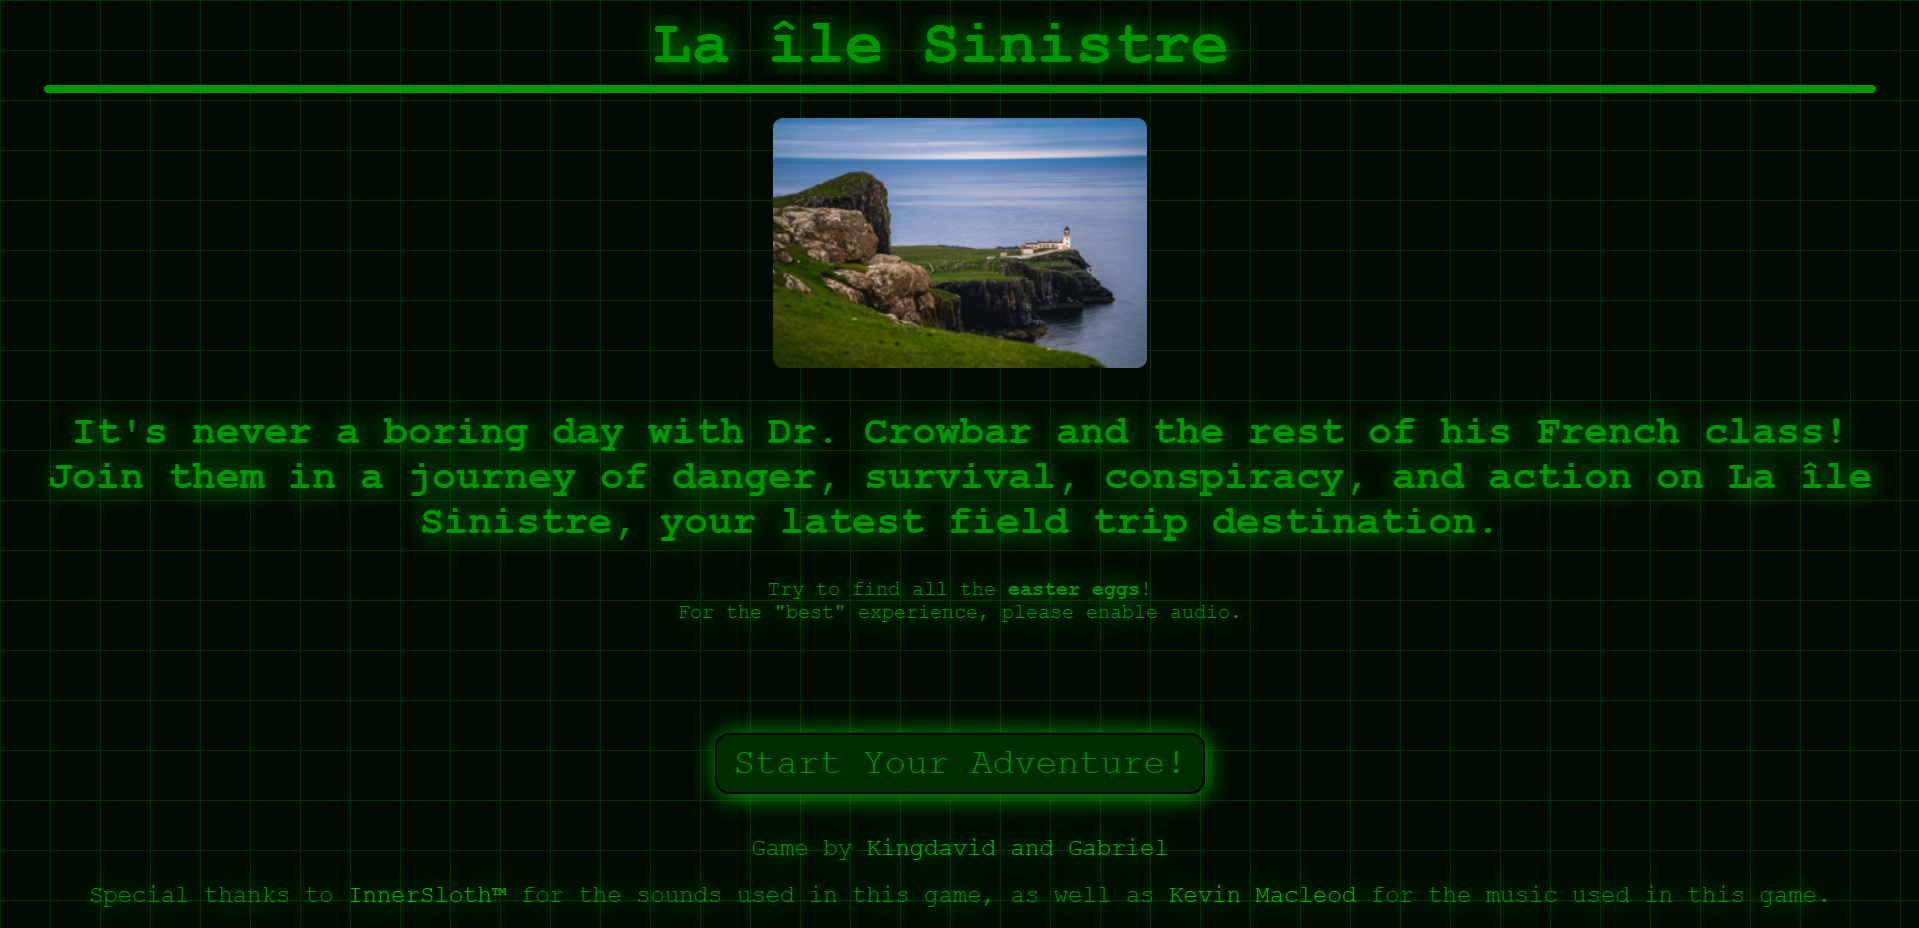 La île Sinistre
It's never a boring day with Dr. Crowbar and the rest of his French class!
Join them in a journey of danger, survival, conspiracy, and action on La île
Sinistre, your latest field trip destination.
Try to find all the easter eggs!
For the "best" experience, please enable audio.
Start Your Adventure!
Game by Kingdavid and Gabriel
Special thanks to InnerSloth™ for the sounds used in this game, as well as Kevin Macleod for the music used in this game.